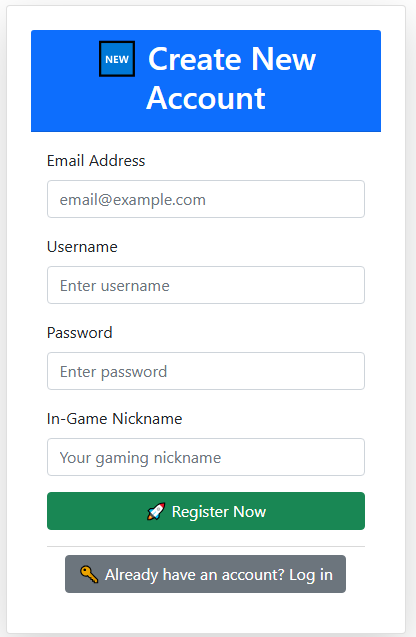 🆕 Create New
Account
Email Address
email@example.com
Username
Enter username
Password
Enter password
In-Game Nickname
Your gaming nickname
🚀 Register Now
🔑 Already have an account? Log in